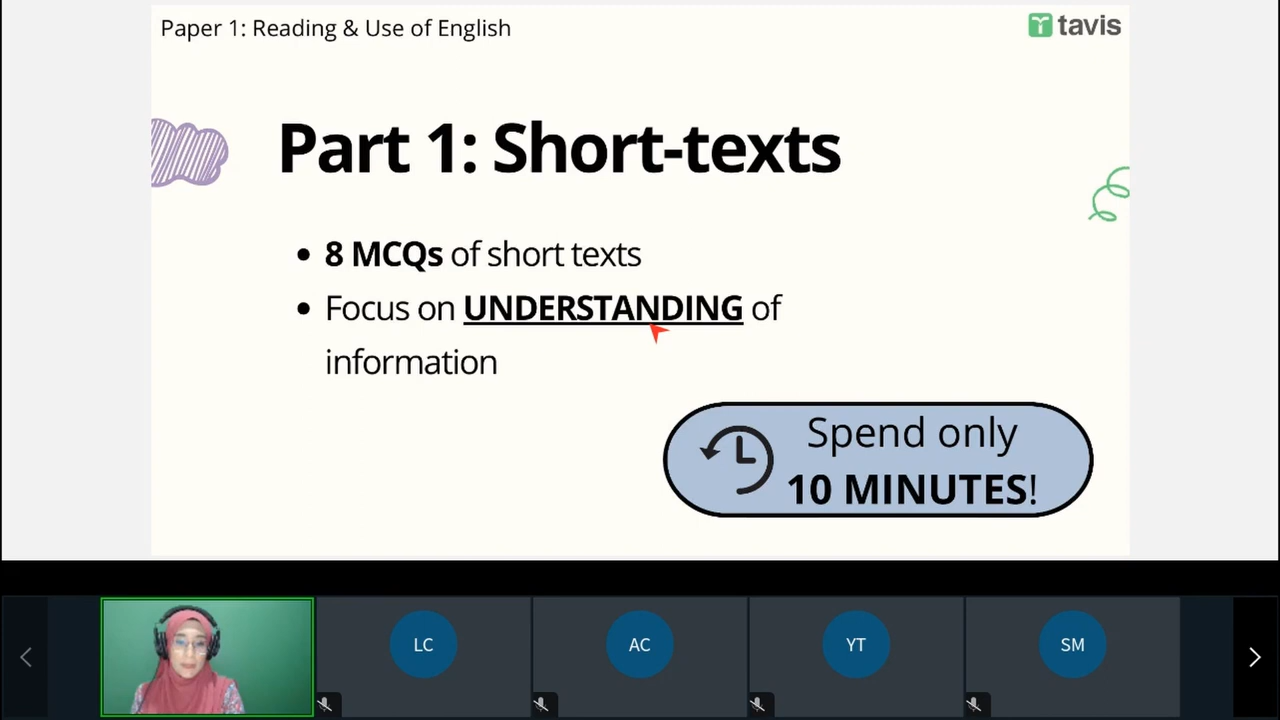 Paper 1: Reading & Use of English
tavis
Part 1: Short-texts
• 8 MCQs of short texts
• Focus on UNDERSTANDING of
information
Spend only
10 MINUTES!
LC
AC
YT
SM